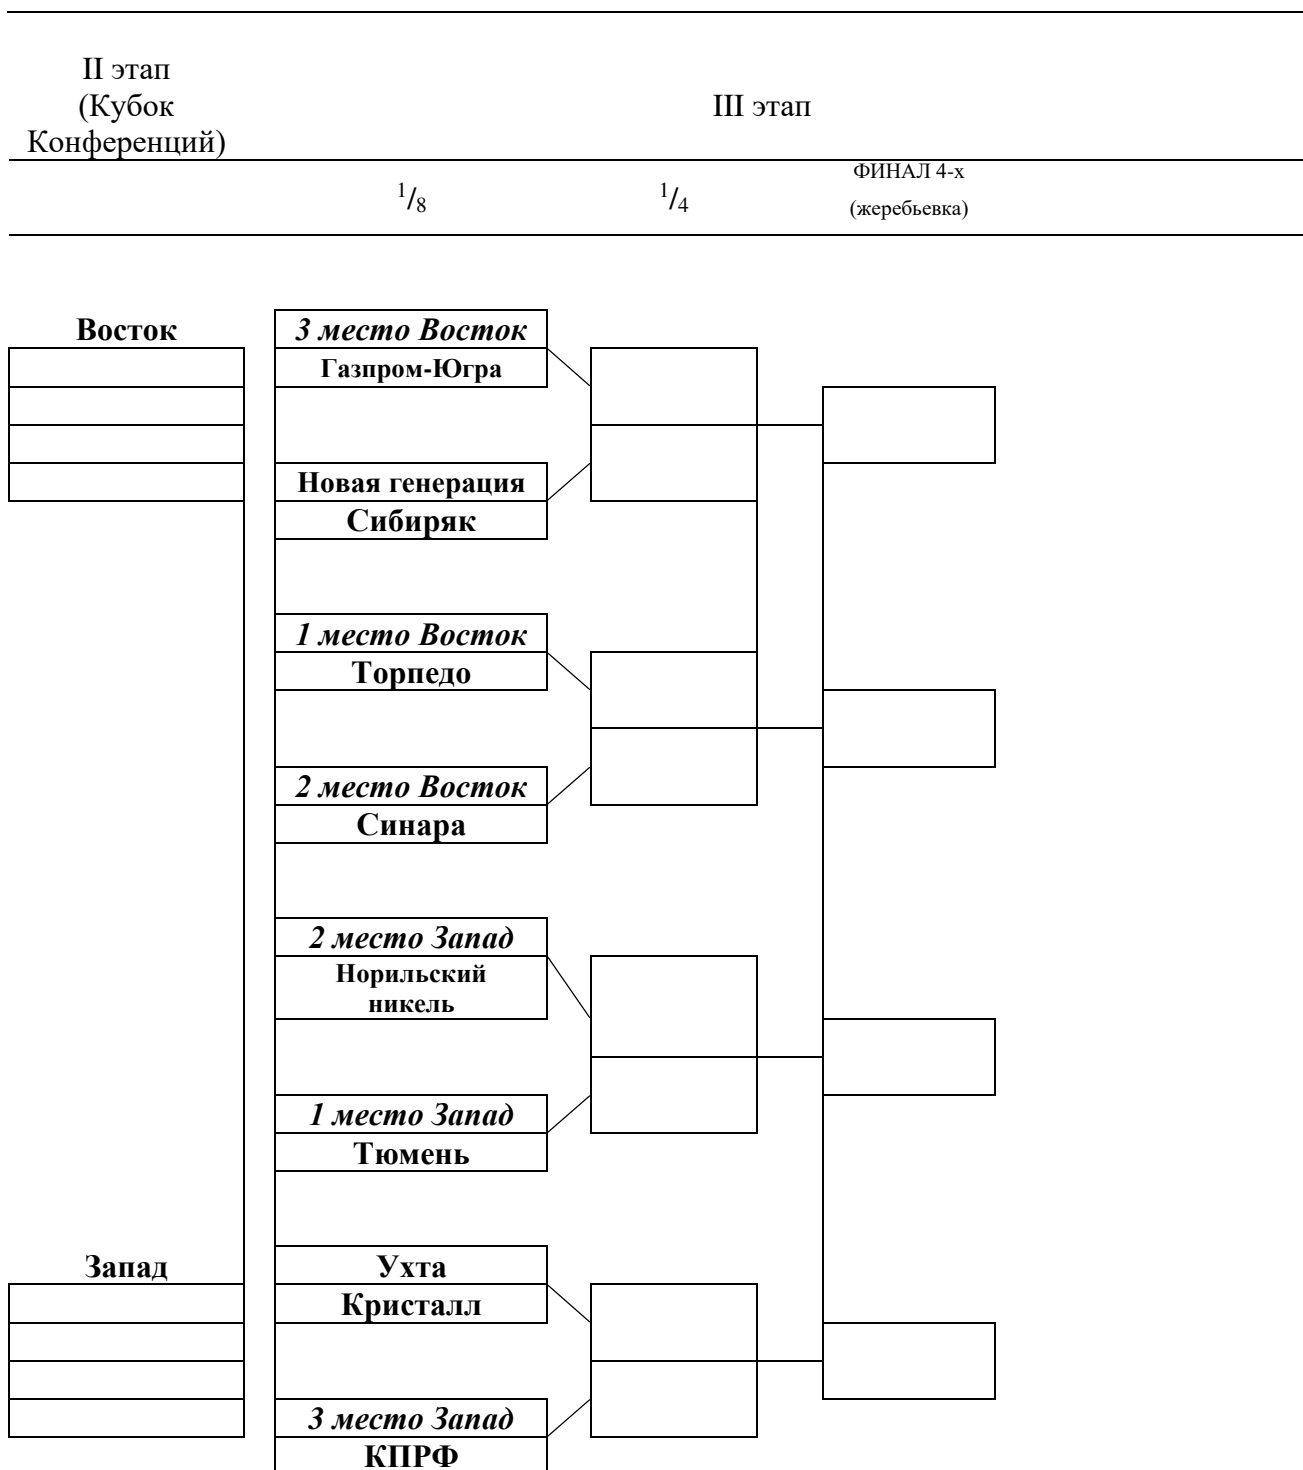 II этап
(Кубок
Конференций)
III этап
1/8
1/4
ФИНАЛ 4-х
(жеребьевка)
Восток
3 место Восток
Газпром-Югра
Новая генерация
Сибиряк
1 место Восток
Торпедо
2 место Восток
Синара
2 место Запад
Норильский
никель
1 место Запад
Тюмень
Запад
Ухта
Кристалл
3 место Запад
КПРФ